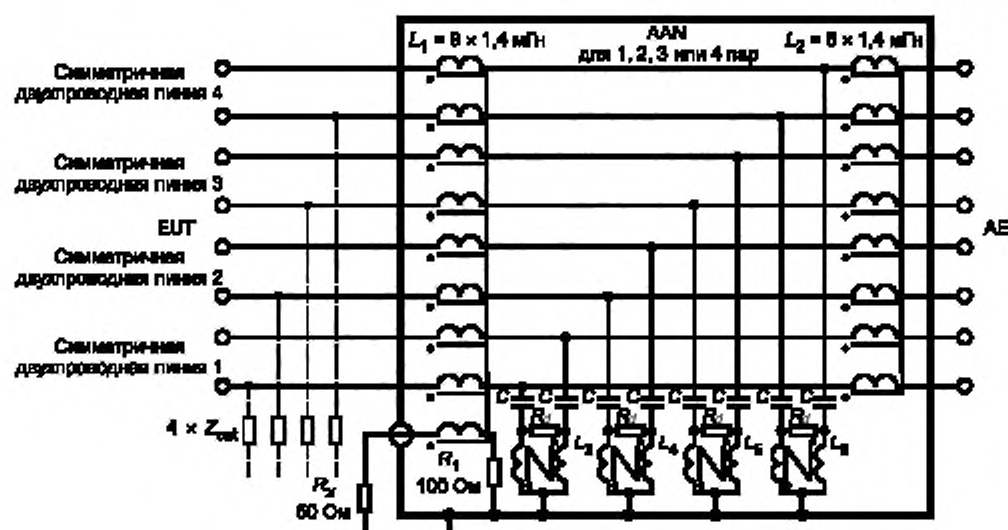 L₁ = 9 × 1,4 мГн
AAN
для 1, 2, 3 или 4 пар
L₂ = 8 × 1,4 мГн
Симметричная
двухпроводная линия 4
Симметричная
двухпроводная линия 3
EUT
AE
Симметричная
двухпроводная линия 2
Симметричная
двухпроводная линия 1
C C C C C C C C
4 × Z_cat
R₁
100 Ом
50 Ом
L₃
L₄
L₅
L₆